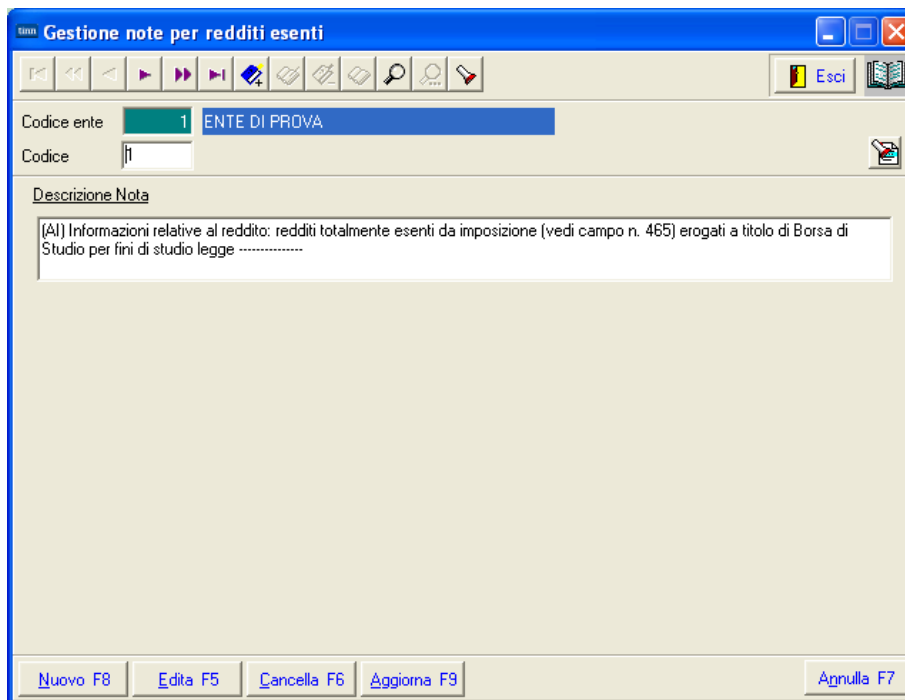 tinn Gestione note per redditi esenti
Esci
Codice ente 1 ENTE DI PROVA
Codice 1
Descrizione Nota
(AI) Informazioni relative al reddito: redditi totalmente esenti da imposizione (vedi campo n. 465) erogati a titolo di Borsa di
Studio per fini di studio legge ---------------
Nuovo F8 Edita F5 Cancella F6 Aggiorna F9 Annulla F7